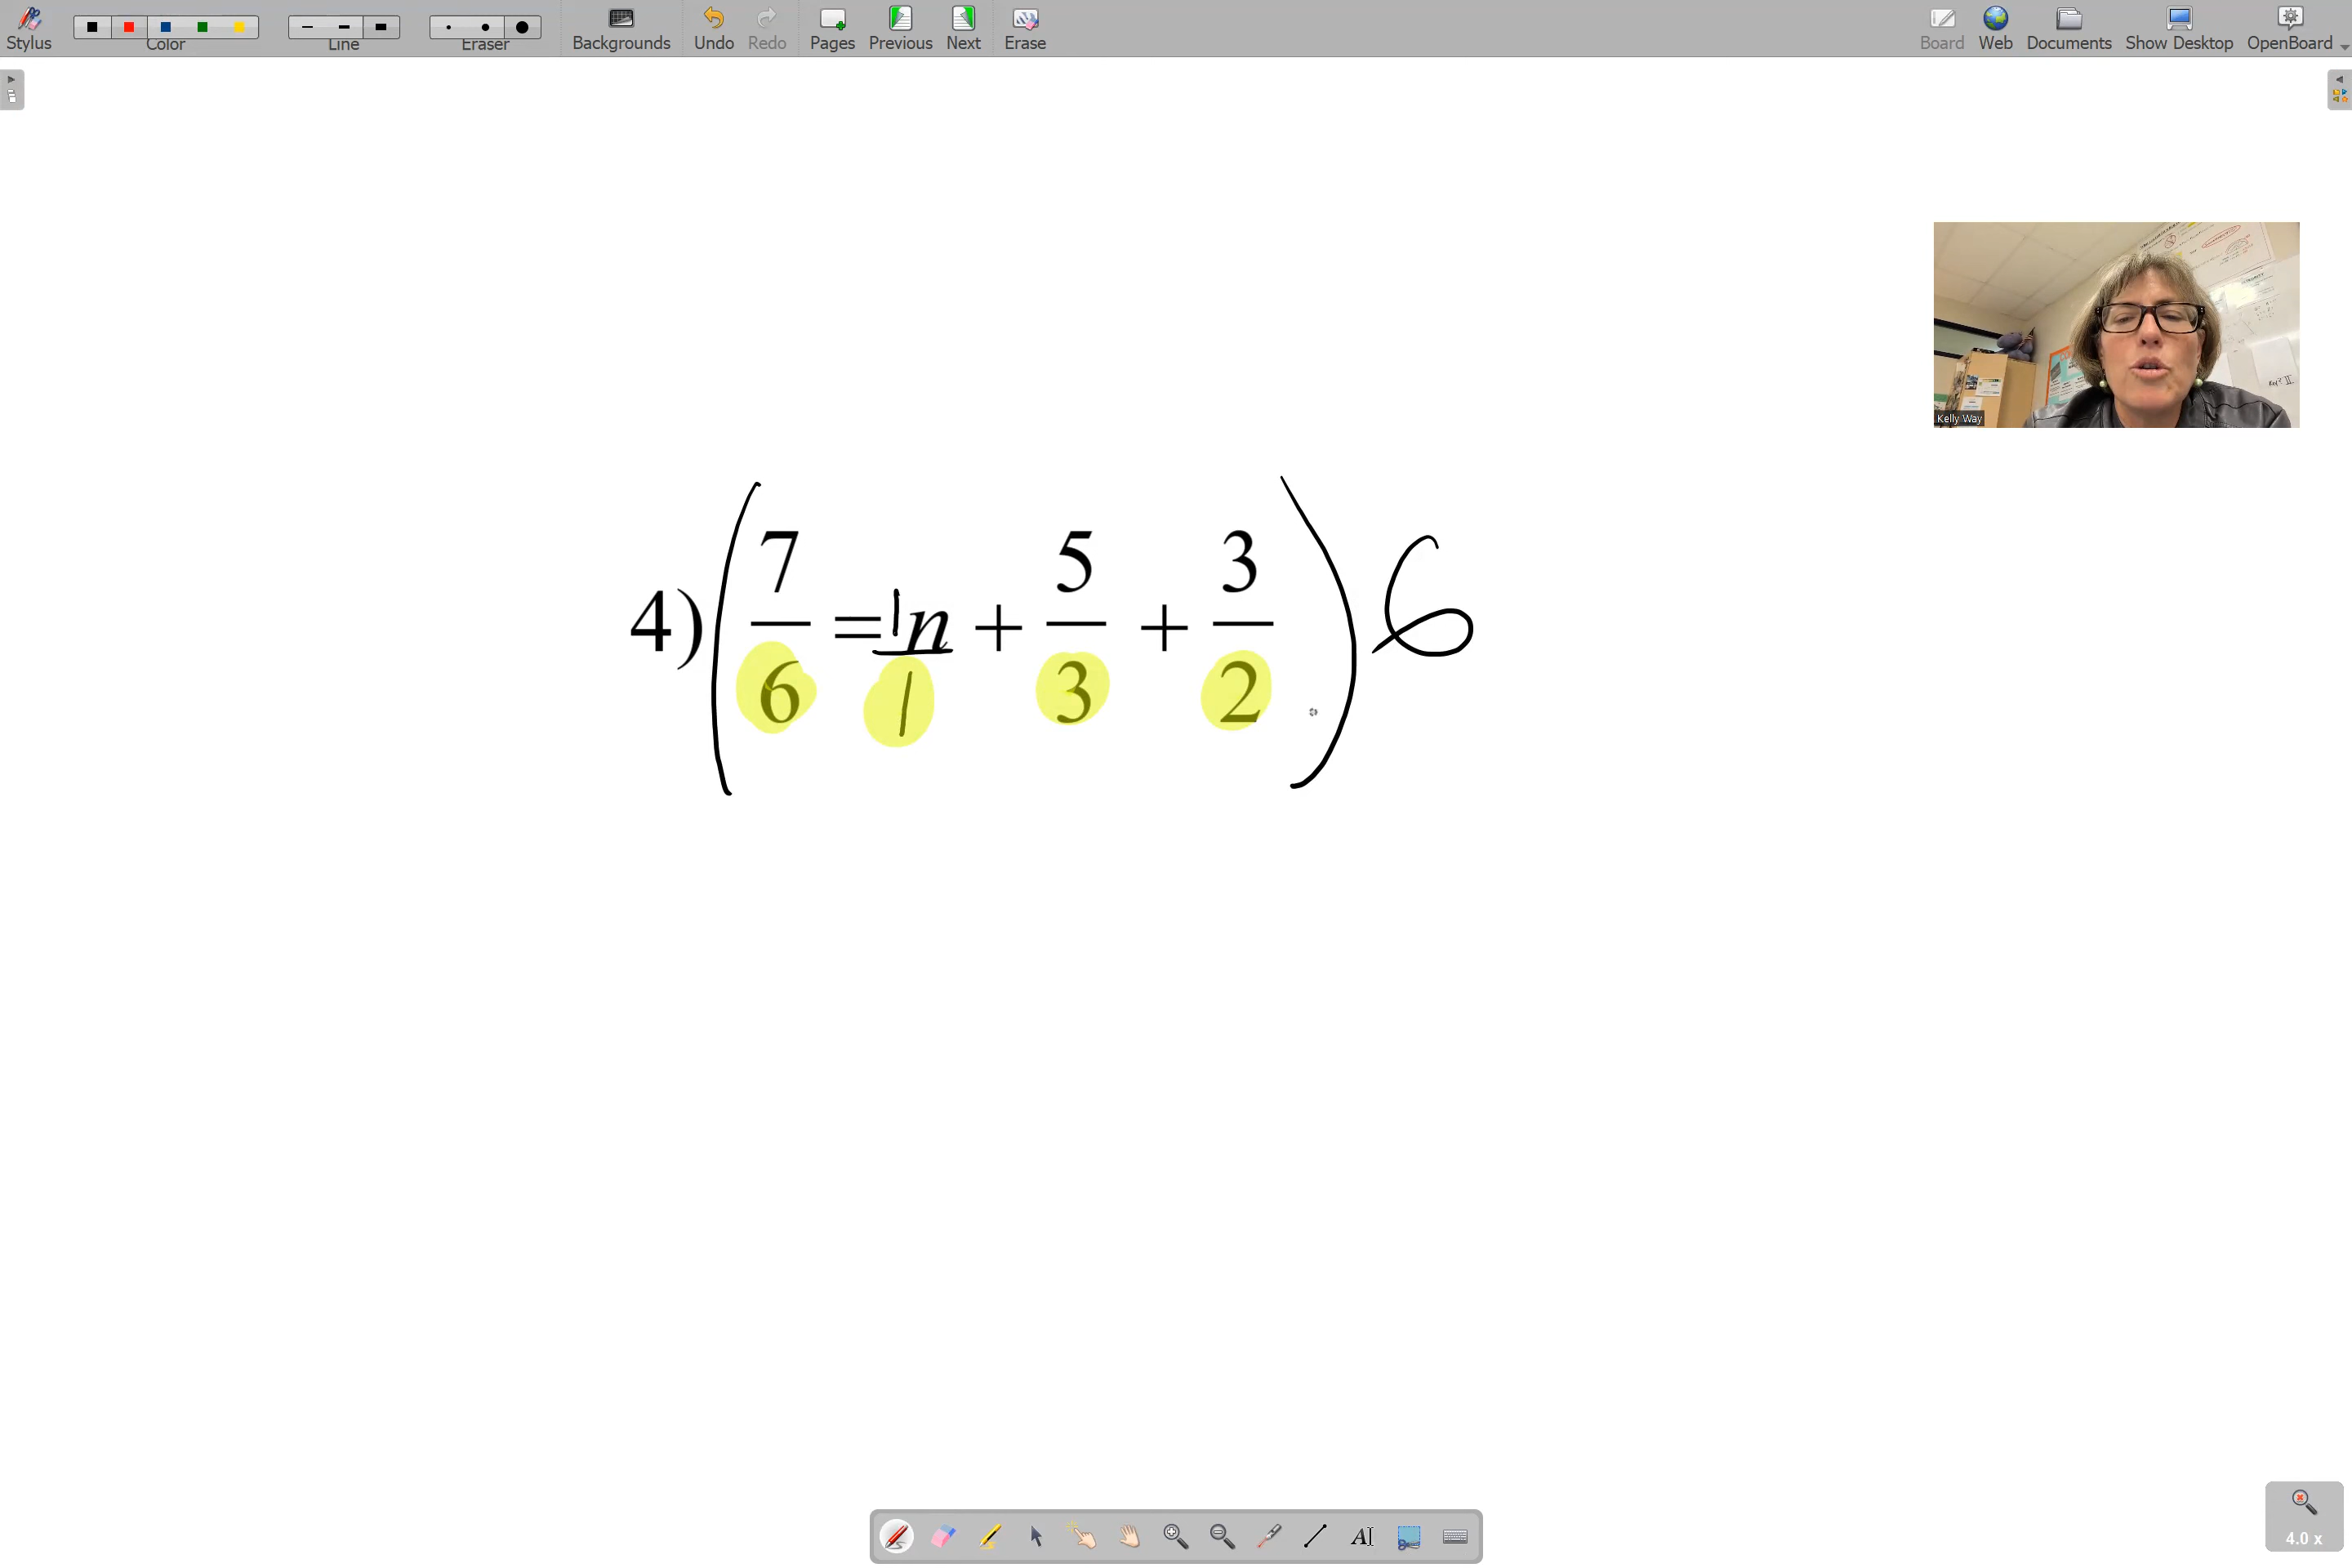 Stylus Color Line Eraser Backgrounds Undo Redo Pages Previous Next Erase Board Web Documents Show Desktop OpenBoard
Kelly Way
4) ( 7/6 = 1n/1 + 5/3 + 3/2 ) 6
4.0 x